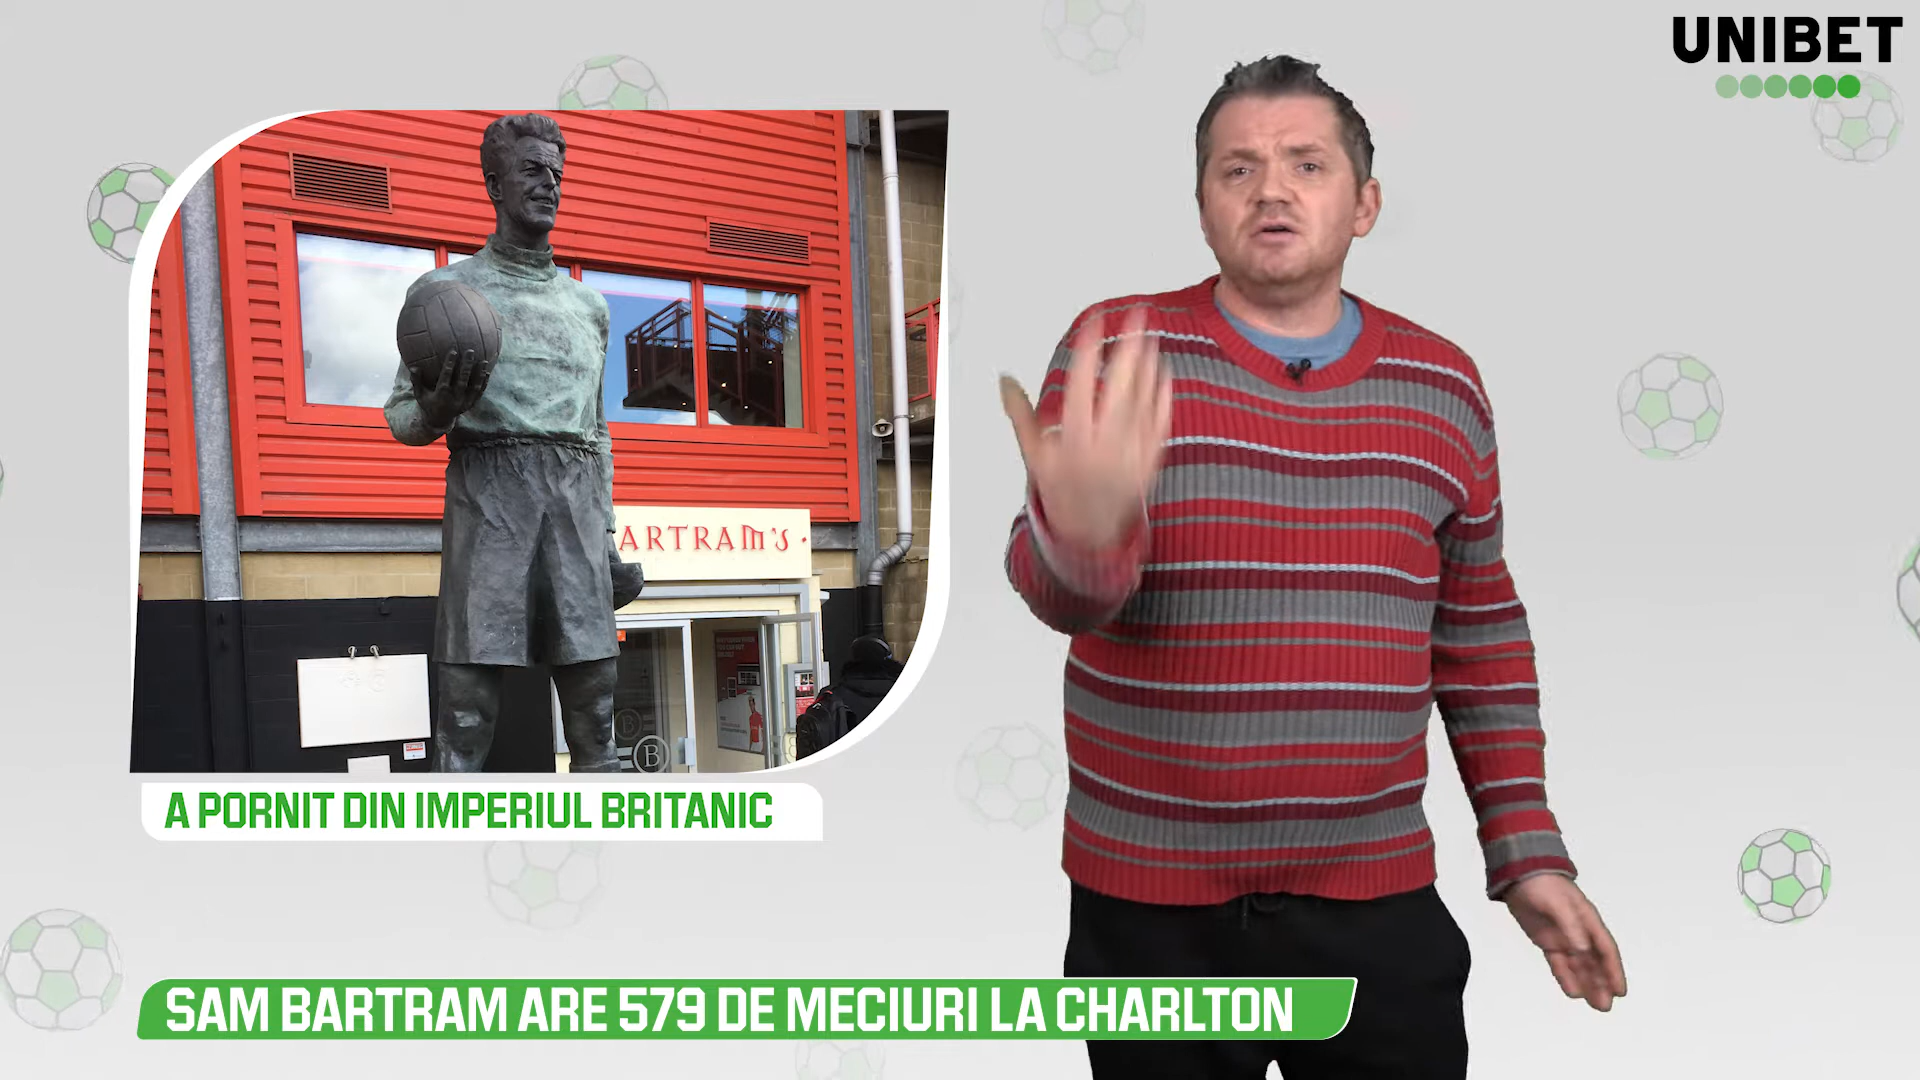 UNIBET
ARTRAM'S
B
A PORNIT DIN IMPERIUL BRITANIC
SAM BARTRAM ARE 579 DE MECIURI LA CHARLTON